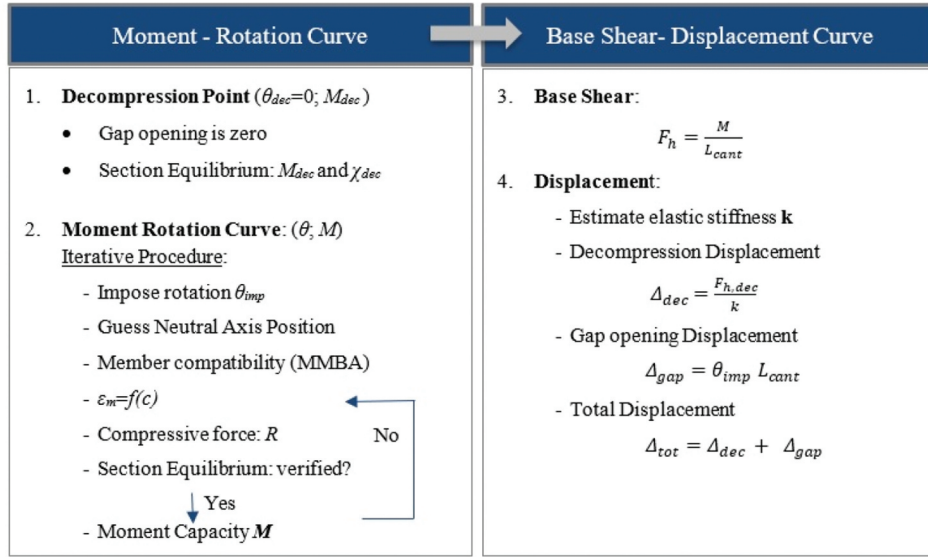 Moment - Rotation Curve
1. Decompression Point (θdec=0; Mdec)
• Gap opening is zero
• Section Equilibrium: Mdec and χdec
2. Moment Rotation Curve: (θ; M)
Iterative Procedure:
- Impose rotation θimp
- Guess Neutral Axis Position
- Member compatibility (MMBA)
- εm=f(c)
- Compressive force: R
- Section Equilibrium: verified?
No
Yes
- Moment Capacity M
Base Shear- Displacement Curve
3. Base Shear:
Fh = M / Lcant
4. Displacement:
- Estimate elastic stiffness k
- Decompression Displacement
Δdec = Fh,dec / k
- Gap opening Displacement
Δgap = θimp Lcant
- Total Displacement
Δtot = Δdec + Δgap